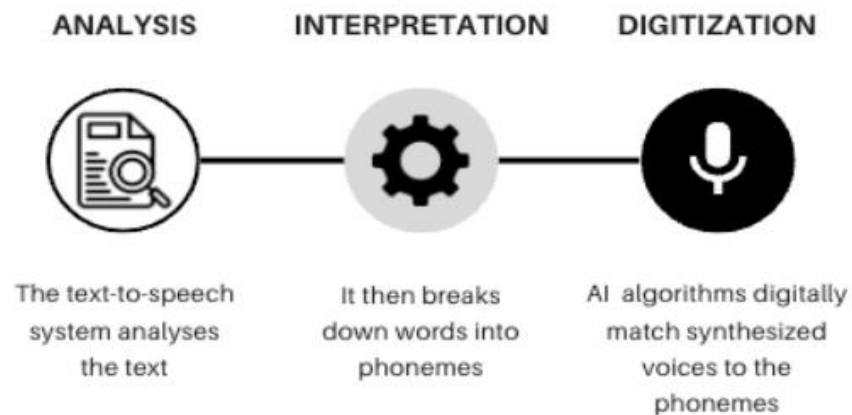 ANALYSIS
INTERPRETATION
DIGITIZATION
The text-to-speech
system analyses
the text
It then breaks
down words into
phonemes
AI algorithms digitally
match synthesized
voices to the
phonemes